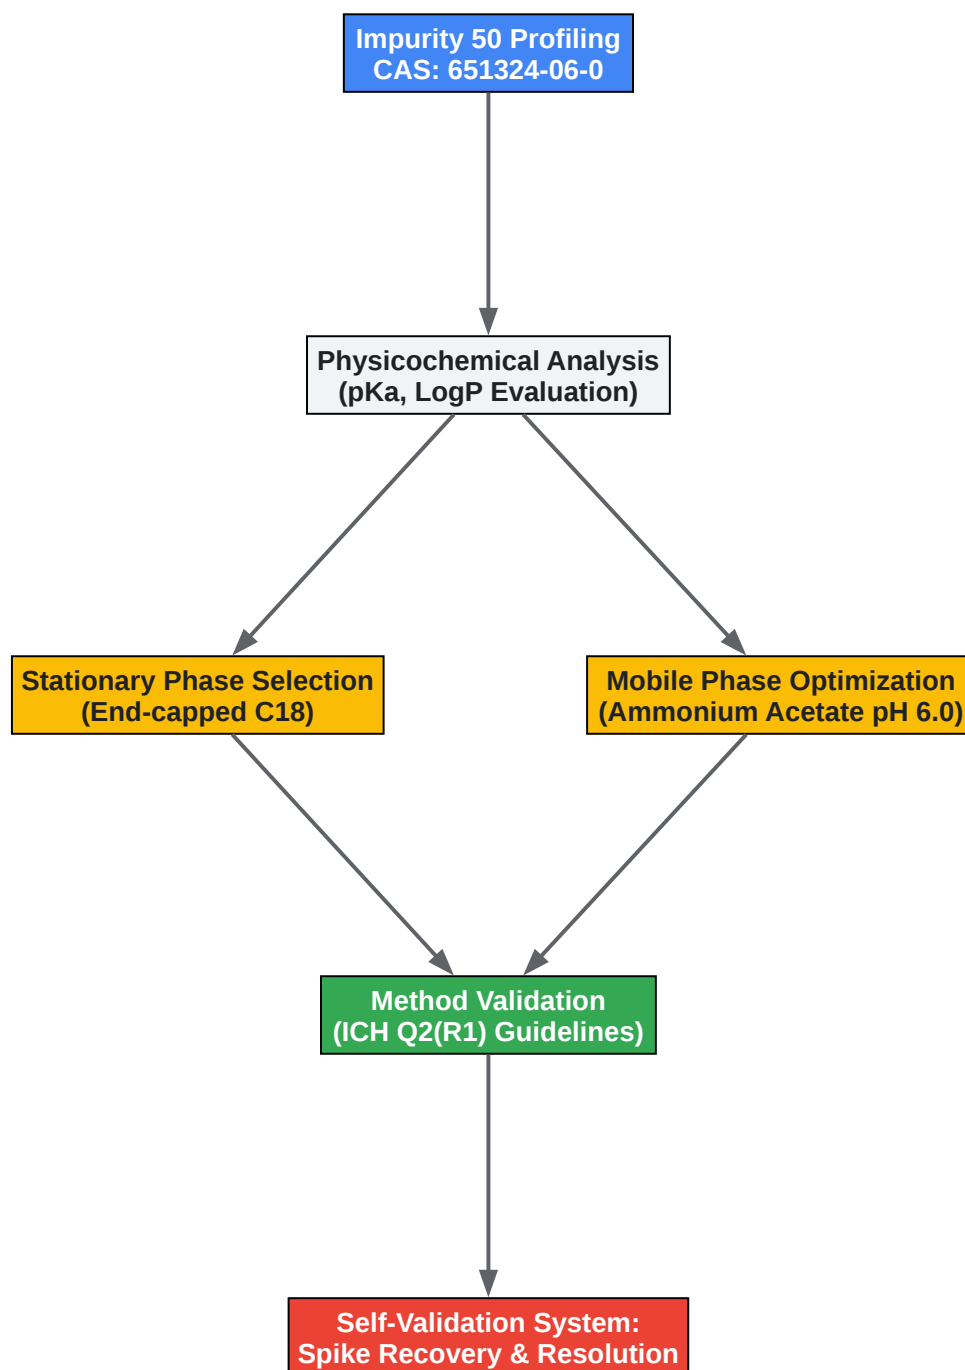 Impurity 50 Profiling
CAS: 651324-06-0
Physicochemical Analysis
(pKa, LogP Evaluation)
Stationary Phase Selection
(End-capped C18)
Mobile Phase Optimization
(Ammonium Acetate pH 6.0)
Method Validation
(ICH Q2(R1) Guidelines)
Self-Validation System:
Spike Recovery & Resolution